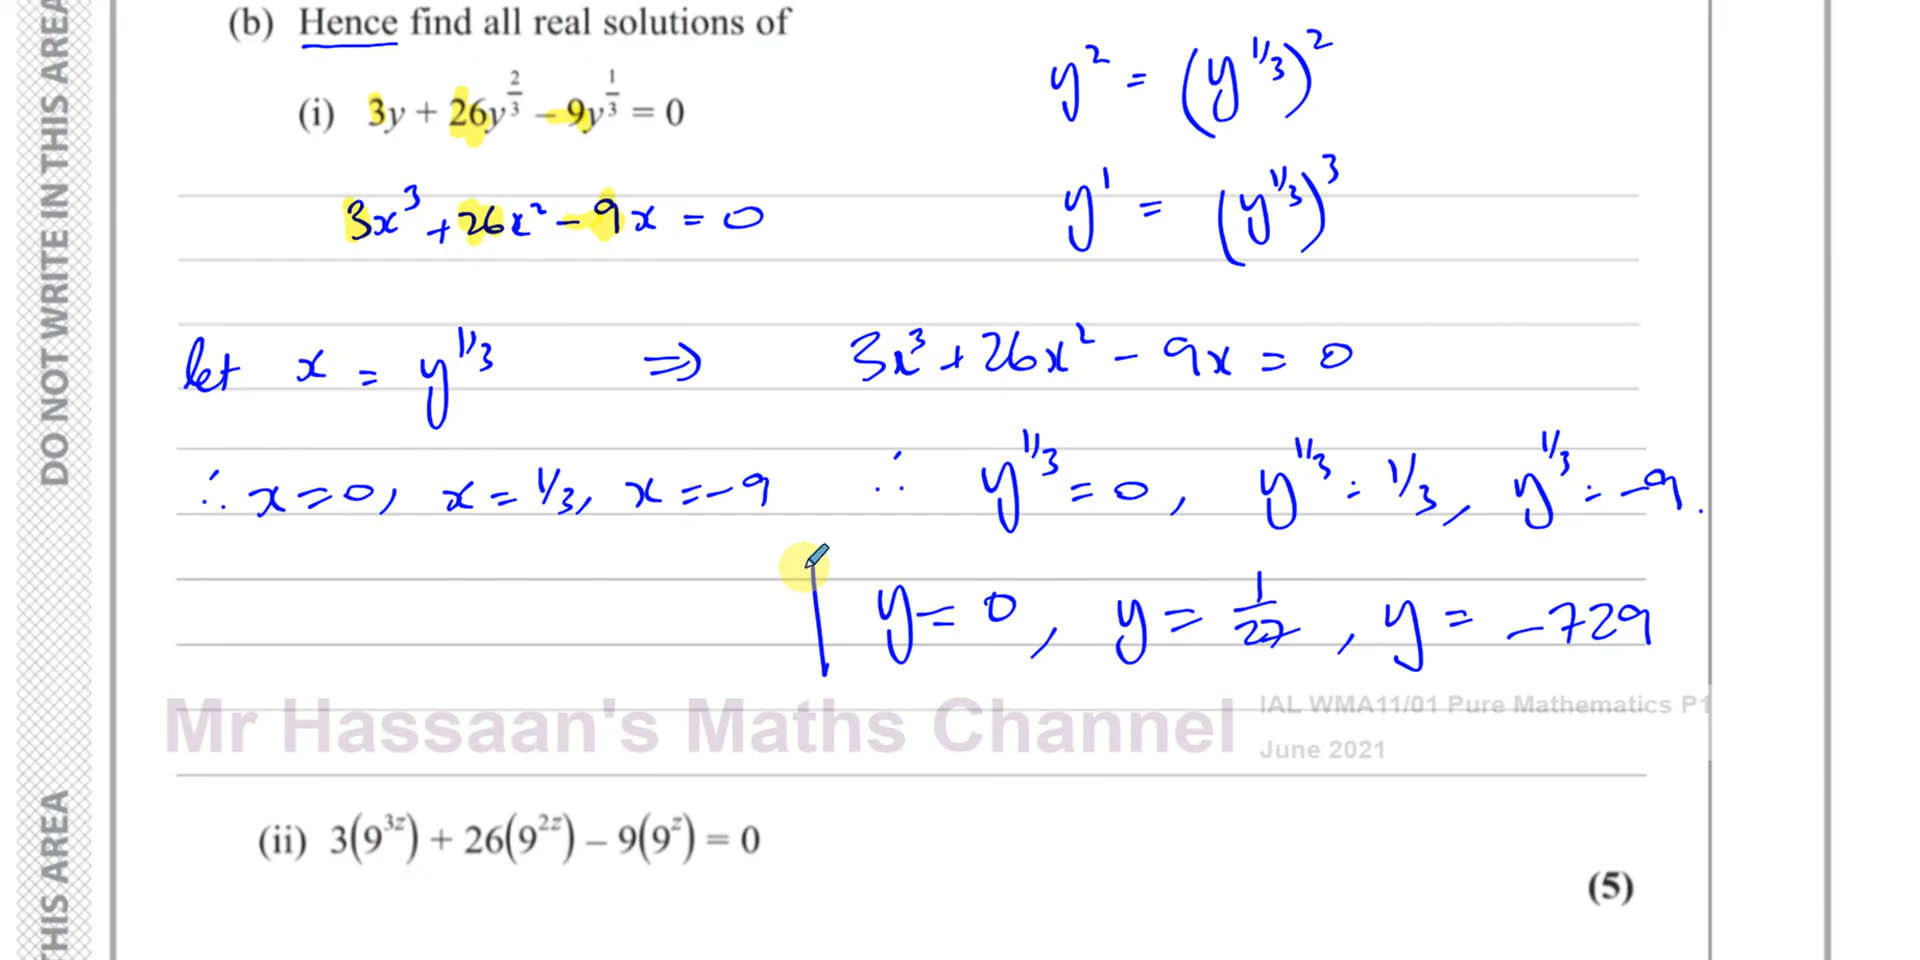 DO NOT WRITE IN THIS AREA
THIS AREA
(b) Hence find all real solutions of
(i) 3y + 26y^(2/3) − 9y^(1/3) = 0
y² = (y^(1/3))²
y¹ = (y^(1/3))³
3x³ + 26x² − 9x = 0
let x = y^(1/3) ⇒ 3x³ + 26x² − 9x = 0
∴ x = 0, x = 1/3, x = −9 ∴ y^(1/3) = 0, y^(1/3) = 1/3, y^(1/3) = −9.
y = 0, y = 1/27, y = −729
Mr Hassaan's Maths Channel
IAL WMA11/01 Pure Mathematics P1
June 2021
(ii) 3(9^(3z)) + 26(9^(2z)) − 9(9^z) = 0
(5)